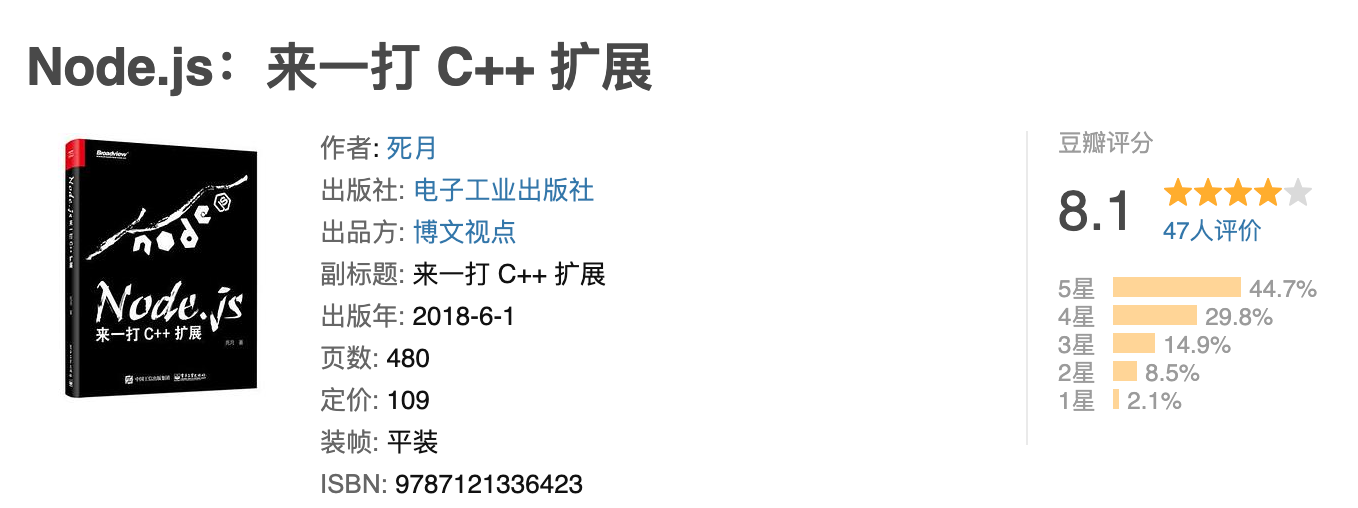 Node.js：来一打 C++ 扩展
Broadview
Node.js来一打 C++ 扩展
node
Node.js
来一打 C++ 扩展
死月 著
作者: 死月
出版社: 电子工业出版社
出品方: 博文视点
副标题: 来一打 C++ 扩展
出版年: 2018-6-1
页数: 480
定价: 109
装帧: 平装
ISBN: 9787121336423
豆瓣评分
8.1
47人评价
5星 44.7%
4星 29.8%
3星 14.9%
2星 8.5%
1星 2.1%